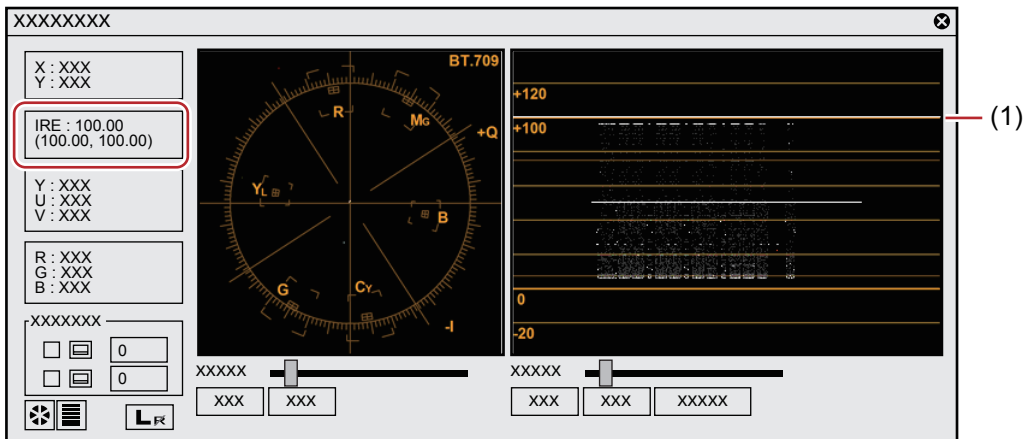 XXXXXXXX
X : XXX
Y : XXX
IRE : 100.00
(100.00, 100.00)
Y : XXX
U : XXX
V : XXX
R : XXX
G : XXX
B : XXX
XXXXXXX
0
0
LR
BT.709
R
MG
+Q
YL
B
G
CY
-I
XXXXX
XXX XXX
+120
+100
0
-20
XXXXX
XXX XXX XXXXX
(1)